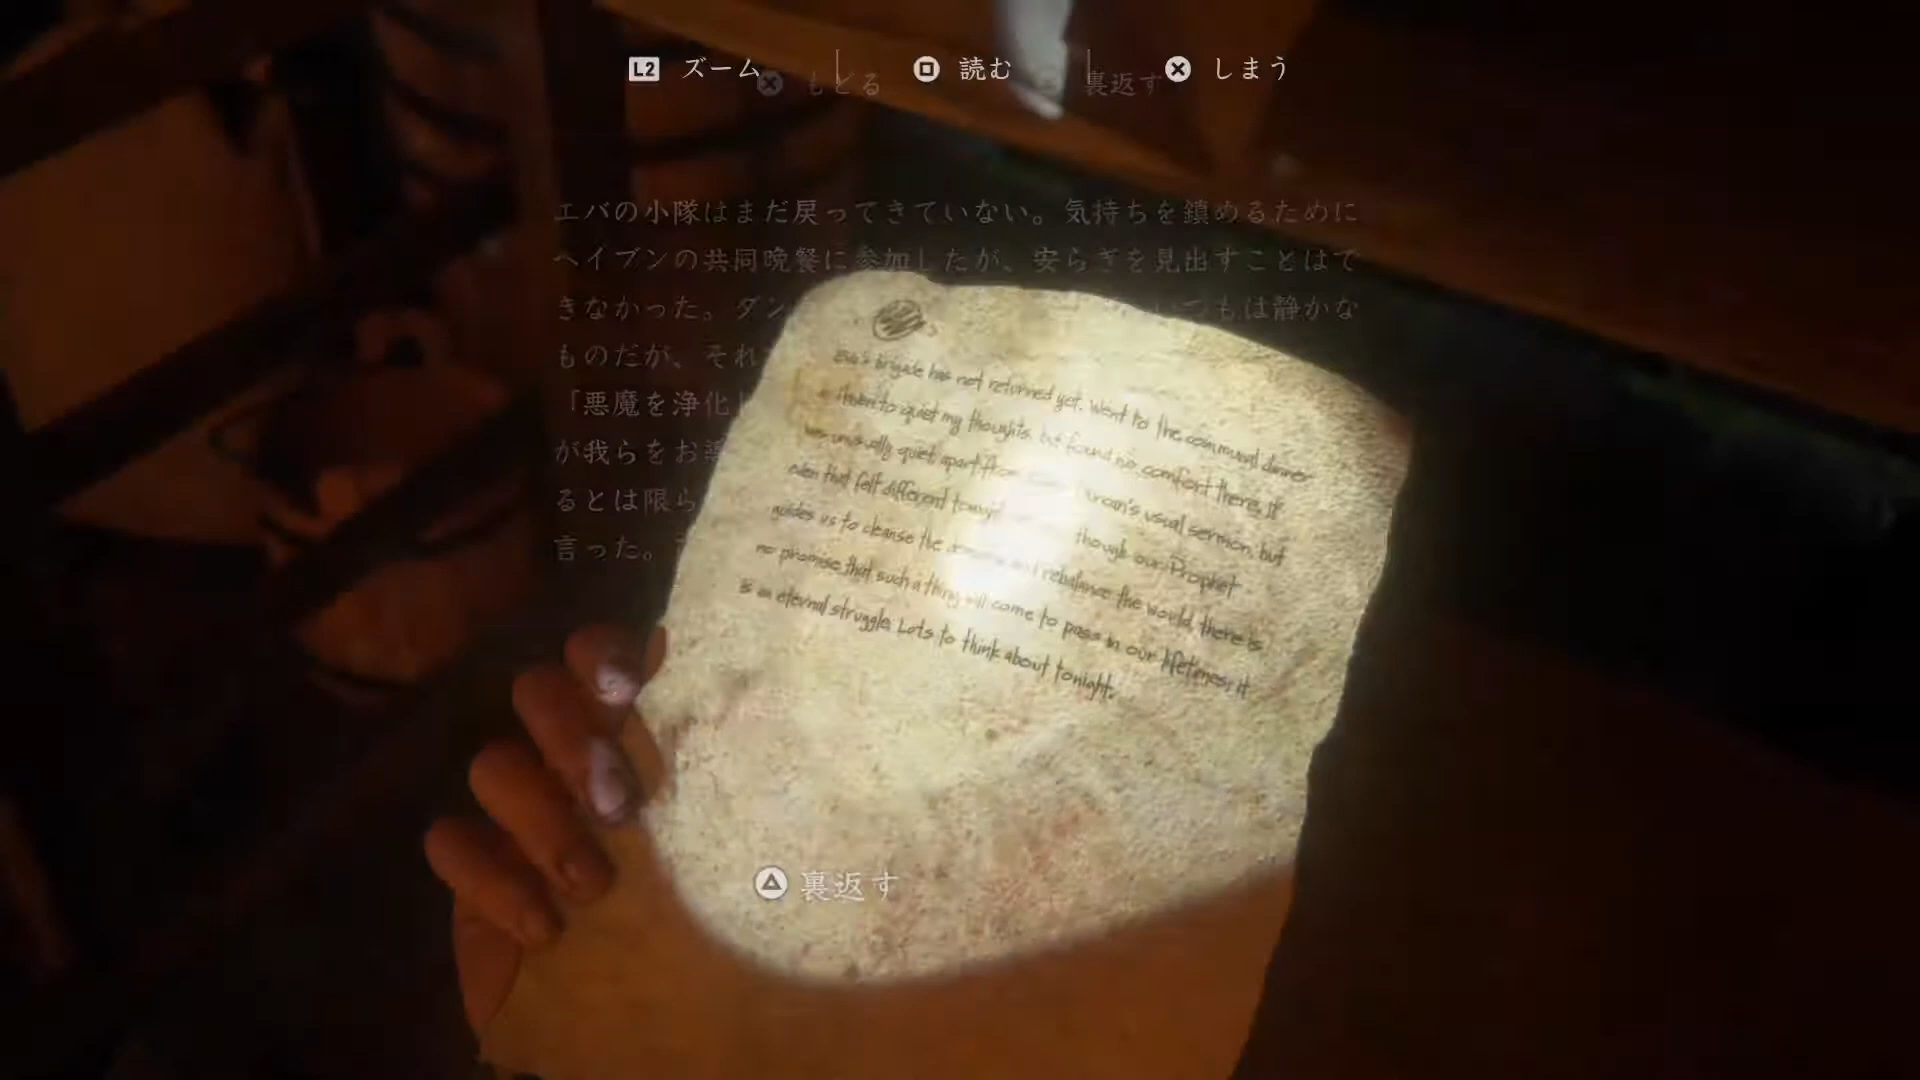 L2 ズーム 読む しまう
もどる 裏返す
エバの小隊はまだ戻ってきていない。気持ちを鎮めるために
ヘイブンの共同晩餐に参加したが、安らぎを見出すことはで
きなかった。ダン いつもは静かな
ものだが、それ
「悪魔を浄化し
が我らをお導
るとは限ら
言った。
brigade has not returned yet. Went to the communal dinner
Haven to quiet my thoughts, but found no comfort there. It
was unusually quiet, apart from usual sermon, but
even that felt different tonight though our Prophet
guides us to cleanse the rebalance the world, there is
no promise that such a thing will come to pass in our lifetimes; it
is an eternal struggle. Lots to think about tonight.
裏返す